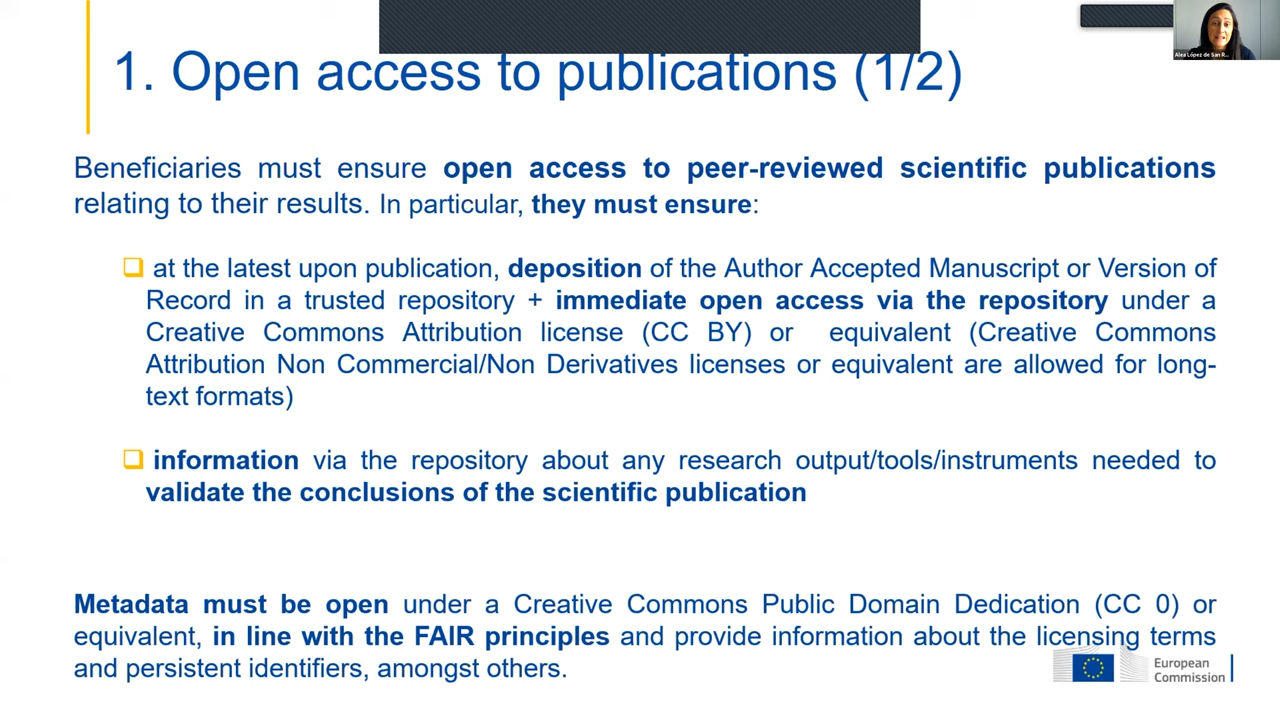 Alea López de San R...
1. Open access to publications (1/2)
Beneficiaries must ensure open access to peer-reviewed scientific publications
relating to their results. In particular, they must ensure:
❑ at the latest upon publication, deposition of the Author Accepted Manuscript or Version of
Record in a trusted repository + immediate open access via the repository under a
Creative Commons Attribution license (CC BY) or equivalent (Creative Commons
Attribution Non Commercial/Non Derivatives licenses or equivalent are allowed for long-
text formats)
❑ information via the repository about any research output/tools/instruments needed to
validate the conclusions of the scientific publication
Metadata must be open under a Creative Commons Public Domain Dedication (CC 0) or
equivalent, in line with the FAIR principles and provide information about the licensing terms
and persistent identifiers, amongst others.
European
Commission